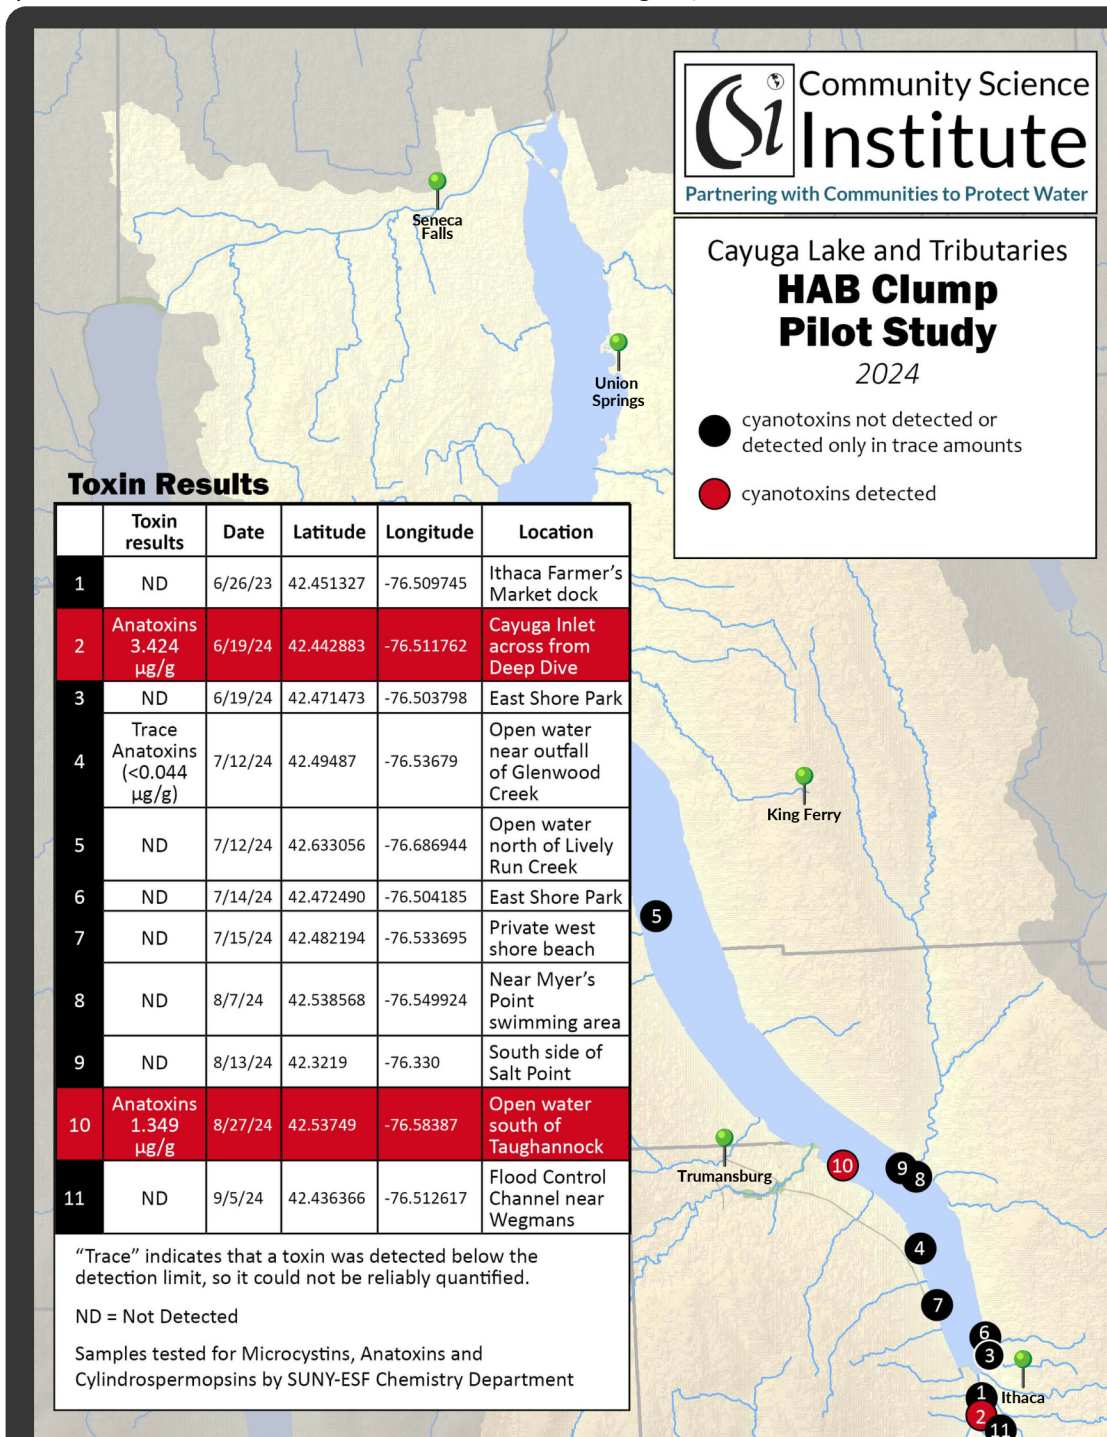 CSi
Community Science
Institute
Partnering with Communities to Protect Water
Cayuga Lake and Tributaries
HAB Clump
Pilot Study
2024
cyanotoxins not detected or
detected only in trace amounts
cyanotoxins detected
Seneca
Falls
Union
Springs
King Ferry
Trumansburg
Ithaca
5
10
9
8
4
7
6
3
1
2
11
Toxin Results
Toxin results Date Latitude Longitude Location
1 ND 6/26/23 42.451327 -76.509745 Ithaca Farmer's Market dock
2 Anatoxins 3.424 µg/g 6/19/24 42.442883 -76.511762 Cayuga Inlet across from Deep Dive
3 ND 6/19/24 42.471473 -76.503798 East Shore Park
4 Trace Anatoxins (<0.044 µg/g) 7/12/24 42.49487 -76.53679 Open water near outfall of Glenwood Creek
5 ND 7/12/24 42.633056 -76.686944 Open water north of Lively Run Creek
6 ND 7/14/24 42.472490 -76.504185 East Shore Park
7 ND 7/15/24 42.482194 -76.533695 Private west shore beach
8 ND 8/7/24 42.538568 -76.549924 Near Myer's Point swimming area
9 ND 8/13/24 42.3219 -76.330 South side of Salt Point
10 Anatoxins 1.349 µg/g 8/27/24 42.53749 -76.58387 Open water south of Taughannock
11 ND 9/5/24 42.436366 -76.512617 Flood Control Channel near Wegmans
"Trace" indicates that a toxin was detected below the
detection limit, so it could not be reliably quantified.
ND = Not Detected
Samples tested for Microcystins, Anatoxins and
Cylindrospermopsins by SUNY-ESF Chemistry Department